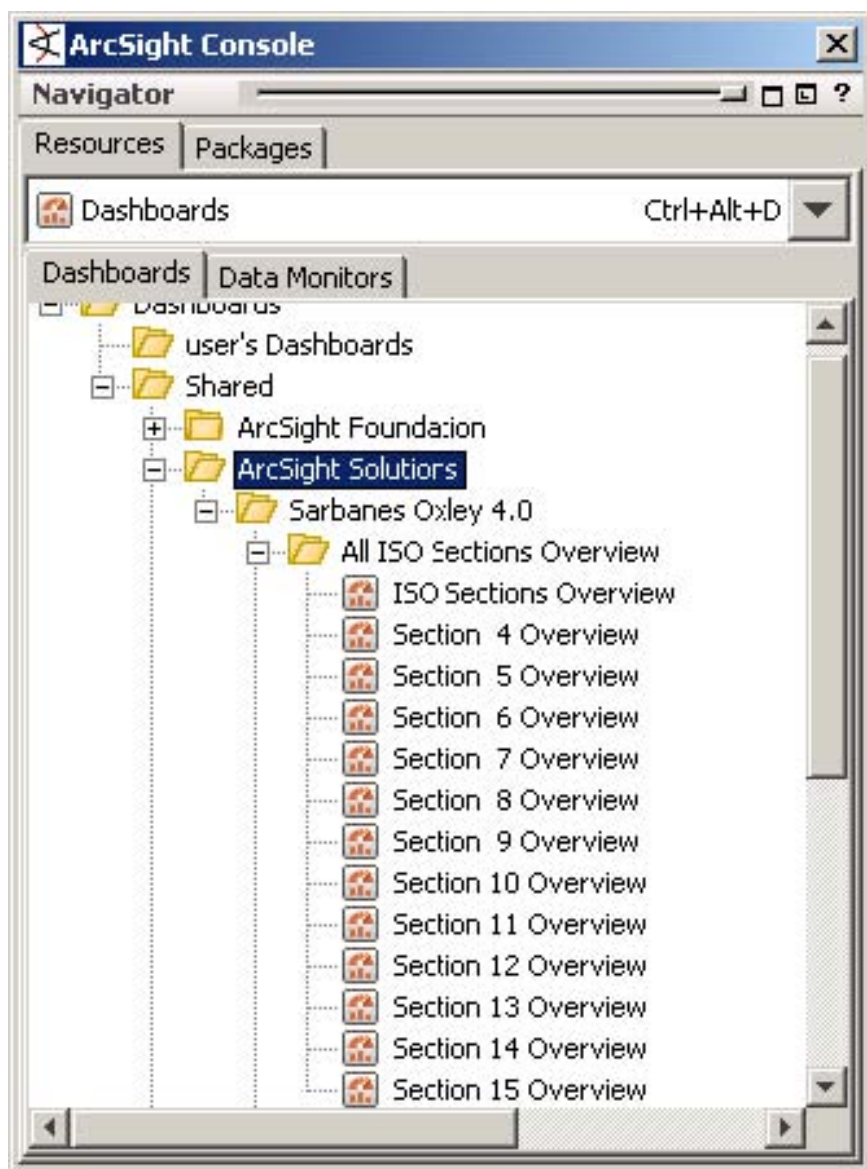 ArcSight Console
Navigator ?
Resources Packages
Dashboards Ctrl+Alt+D
Dashboards Data Monitors
Dashboards
user's Dashboards
Shared
ArcSight Foundation
ArcSight Solutions
Sarbanes Oxley 4.0
All ISO Sections Overview
ISO Sections Overview
Section 4 Overview
Section 5 Overview
Section 6 Overview
Section 7 Overview
Section 8 Overview
Section 9 Overview
Section 10 Overview
Section 11 Overview
Section 12 Overview
Section 13 Overview
Section 14 Overview
Section 15 Overview